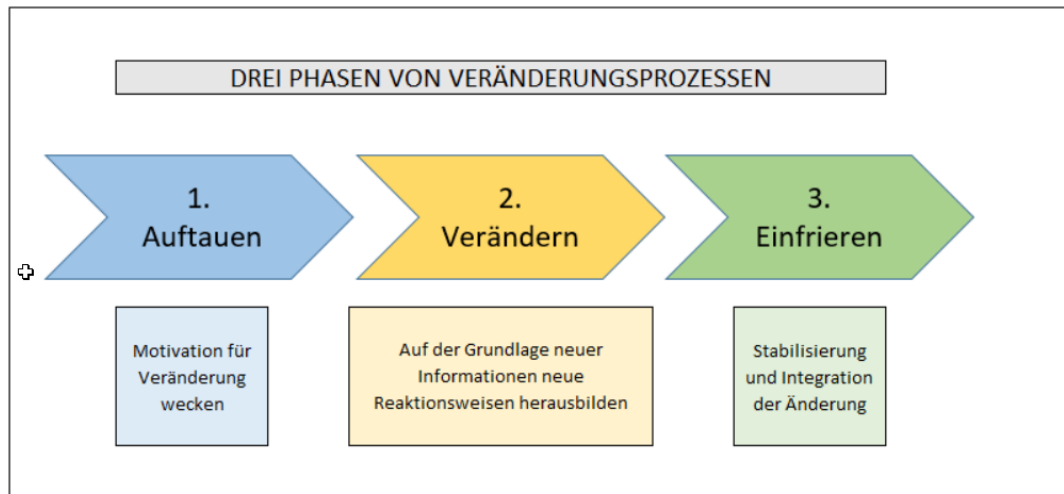 DREI PHASEN VON VERÄNDERUNGSPROZESSEN
1.
Auftauen
2.
Verändern
3.
Einfrieren
Motivation für
Veränderung
wecken
Auf der Grundlage neuer
Informationen neue
Reaktionsweisen herausbilden
Stabilisierung
und Integration
der Änderung